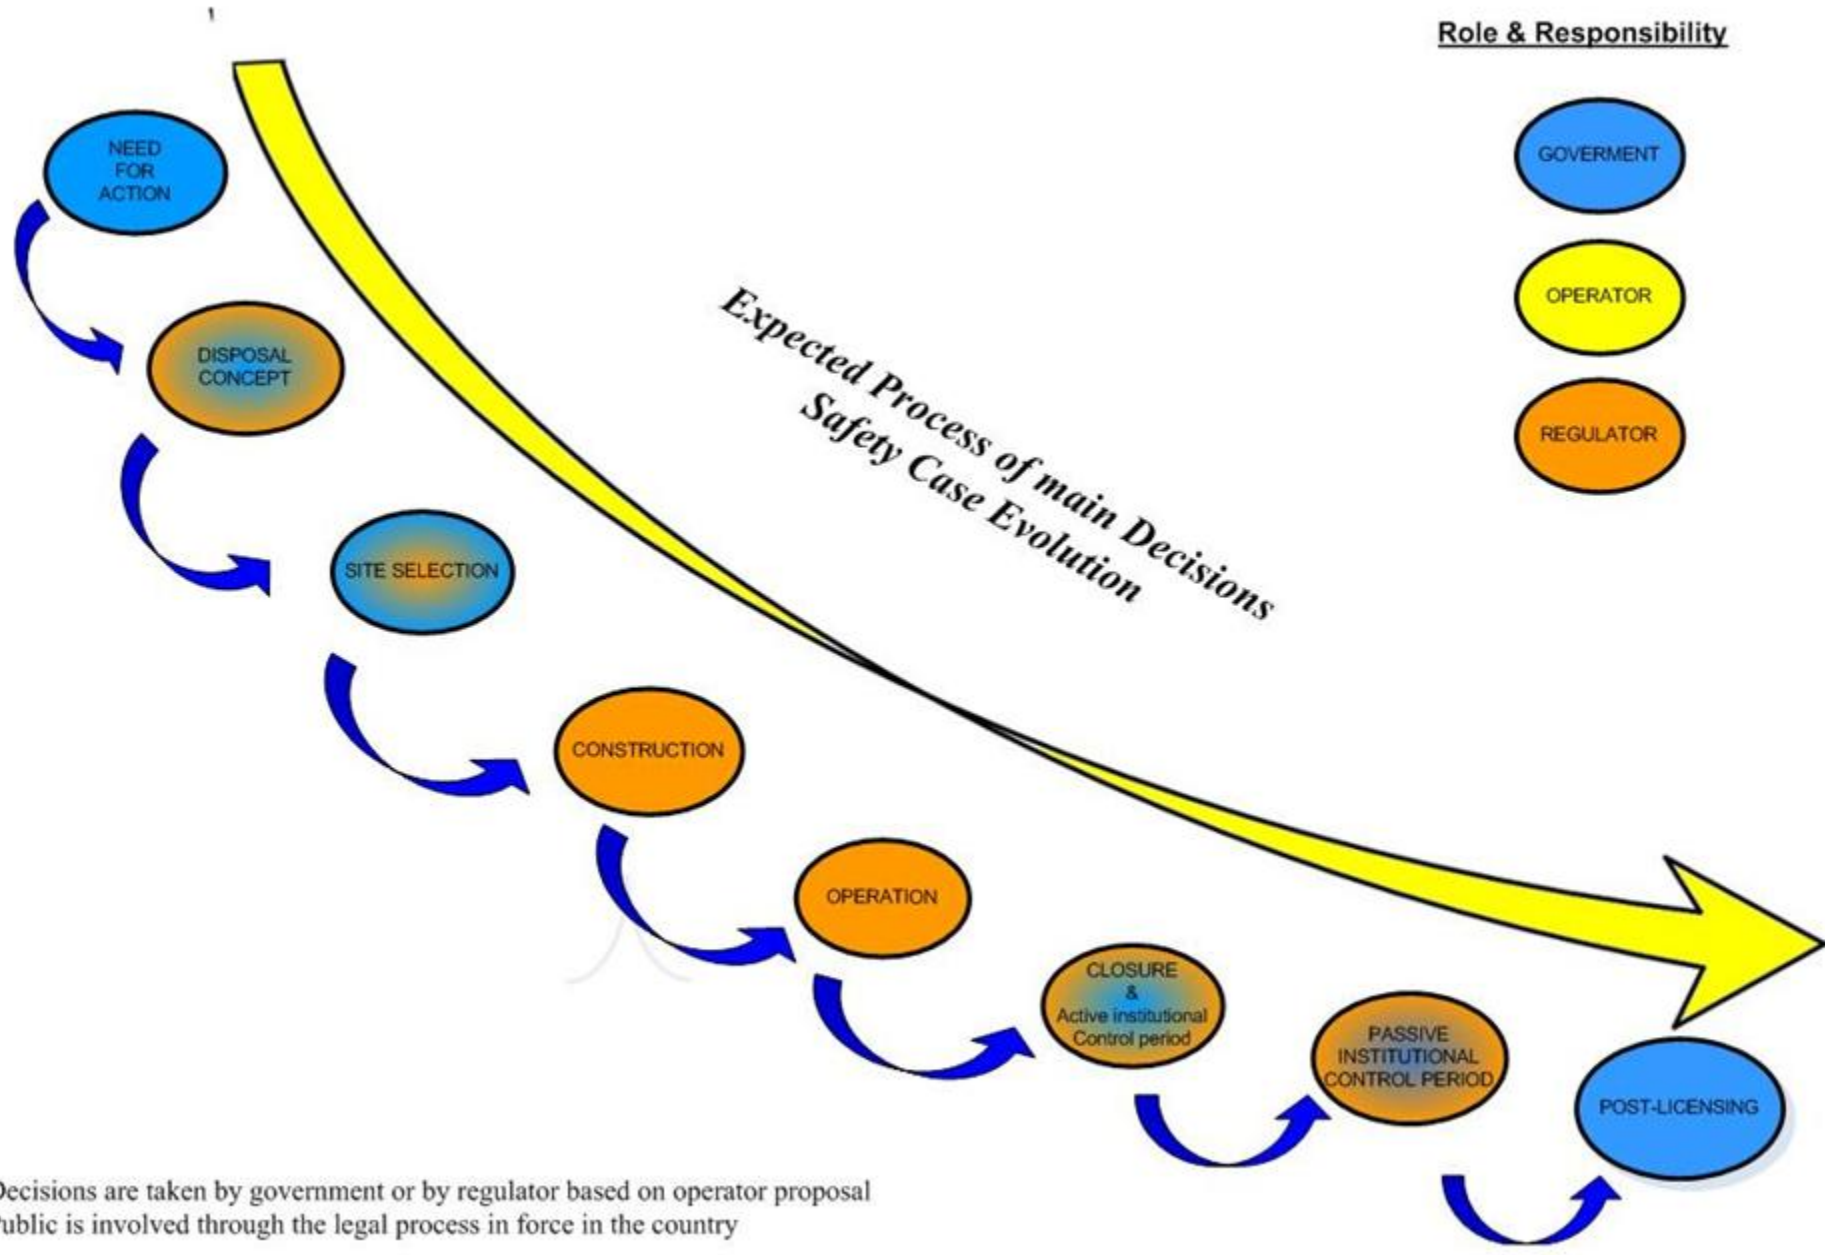 Role & Responsibility
GOVERMENT
OPERATOR
REGULATOR
NEED
FOR
ACTION
DISPOSAL
CONCEPT
SITE SELECTION
CONSTRUCTION
OPERATION
CLOSURE
&
Active institutional
Control period
PASSIVE
INSTITUTIONAL
CONTROL PERIOD
POST-LICENSING
Expected Process of main Decisions
Safety Case Evolution
Decisions are taken by government or by regulator based on operator proposal
Public is involved through the legal process in force in the country